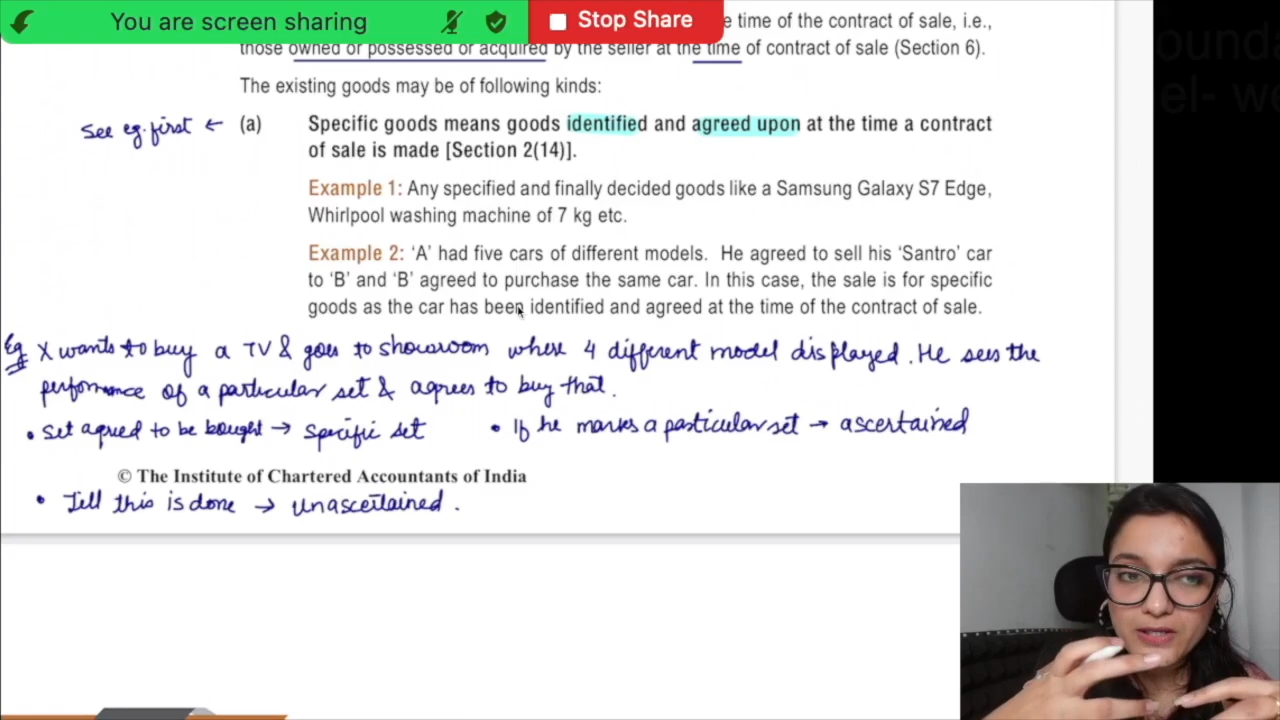 You are screen sharing
Stop Share
e time of the contract of sale, i.e.,
those owned or possessed or acquired by the seller at the time of contract of sale (Section 6).
The existing goods may be of following kinds:
See eg. first ← (a) Specific goods means goods identified and agreed upon at the time a contract
of sale is made [Section 2(14)].
Example 1: Any specified and finally decided goods like a Samsung Galaxy S7 Edge,
Whirlpool washing machine of 7 kg etc.
Example 2: ‘A’ had five cars of different models. He agreed to sell his ‘Santro’ car
to ‘B’ and ‘B’ agreed to purchase the same car. In this case, the sale is for specific
goods as the car has been identified and agreed at the time of the contract of sale.
Eg X wants to buy a TV & goes to showroom where 4 different model displayed. He sees the
performance of a particular set & agrees to buy that.
• Set agreed to be bought → specific set • If he marks a particular set → ascertained
© The Institute of Chartered Accountants of India
• Till this is done → unascertained.